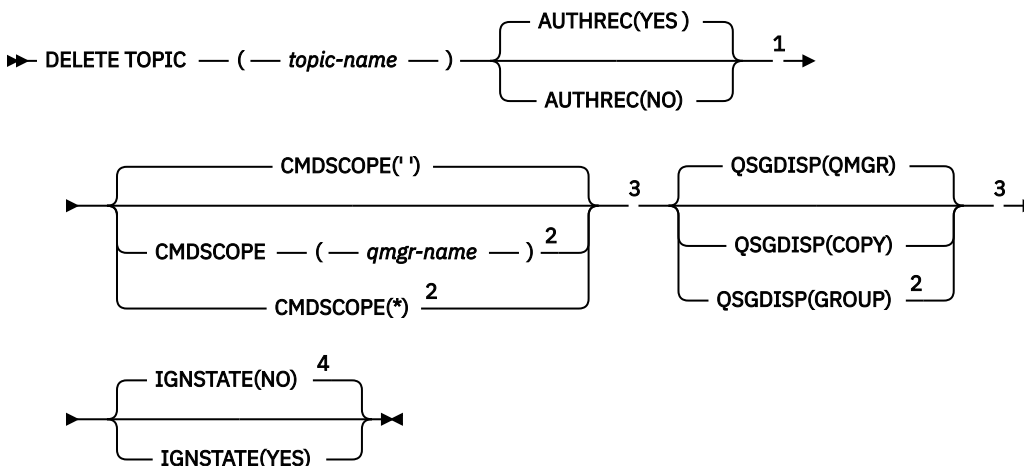 AUTHREC(YES )
DELETE TOPIC ( topic-name ) 1
AUTHREC(NO)
CMDSCOPE(' ') QSGDISP(QMGR)
3 3
CMDSCOPE ( qmgr-name ) 2 QSGDISP(COPY)
CMDSCOPE(*) 2 QSGDISP(GROUP) 2
IGNSTATE(NO) 4
IGNSTATE(YES)